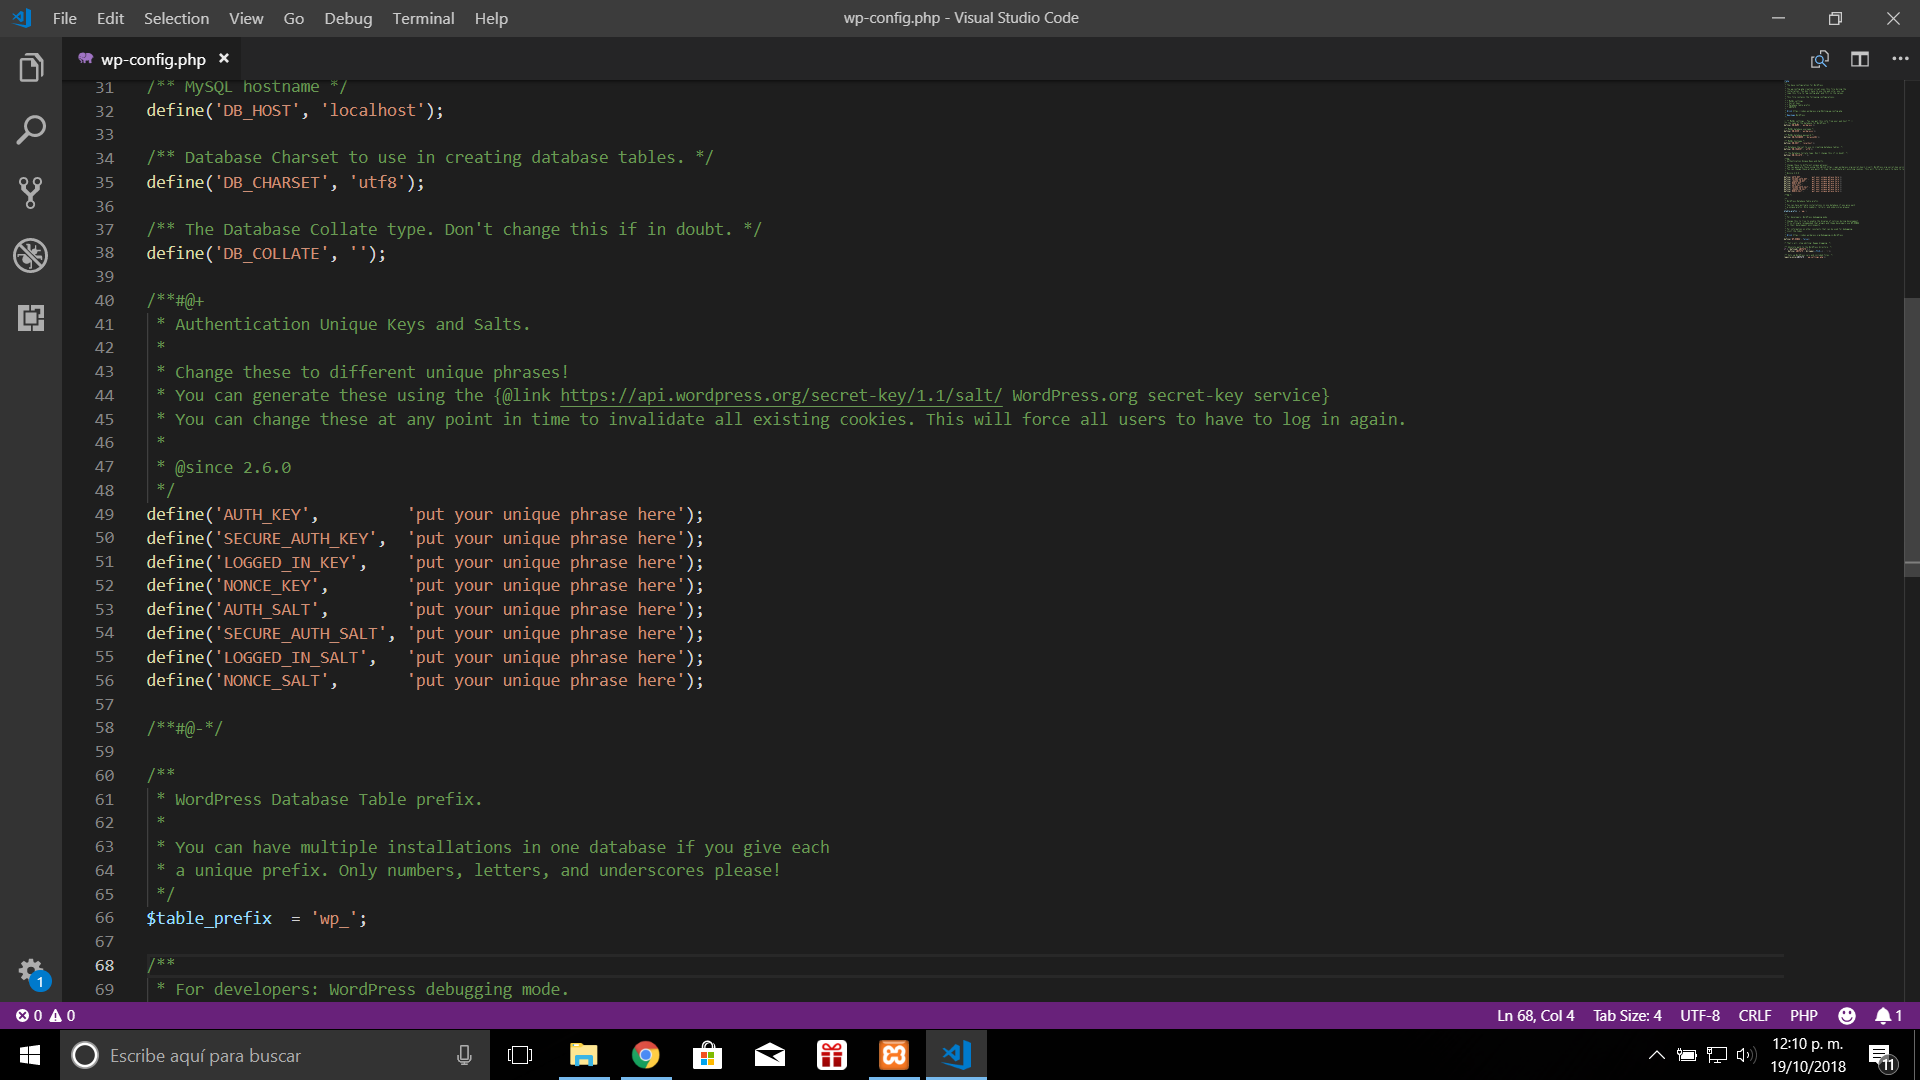 File Edit Selection View Go Debug Terminal Help
wp-config.php - Visual Studio Code
wp-config.php ×
31 /** MySQL hostname */
32 define('DB_HOST', 'localhost');
33
34 /** Database Charset to use in creating database tables. */
35 define('DB_CHARSET', 'utf8');
36
37 /** The Database Collate type. Don't change this if in doubt. */
38 define('DB_COLLATE', '');
39
40 /**#@+
41  * Authentication Unique Keys and Salts.
42  *
43  * Change these to different unique phrases!
44  * You can generate these using the {@link https://api.wordpress.org/secret-key/1.1/salt/ WordPress.org secret-key service}
45  * You can change these at any point in time to invalidate all existing cookies. This will force all users to have to log in again.
46  *
47  * @since 2.6.0
48  */
49 define('AUTH_KEY',         'put your unique phrase here');
50 define('SECURE_AUTH_KEY',  'put your unique phrase here');
51 define('LOGGED_IN_KEY',    'put your unique phrase here');
52 define('NONCE_KEY',        'put your unique phrase here');
53 define('AUTH_SALT',        'put your unique phrase here');
54 define('SECURE_AUTH_SALT', 'put your unique phrase here');
55 define('LOGGED_IN_SALT',   'put your unique phrase here');
56 define('NONCE_SALT',       'put your unique phrase here');
57
58 /**#@-*/
59
60 /**
61  * WordPress Database Table prefix.
62  *
63  * You can have multiple installations in one database if you give each
64  * a unique prefix. Only numbers, letters, and underscores please!
65  */
66 $table_prefix  = 'wp_';
67
68 /**
69  * For developers: WordPress debugging mode.
1
0 0
Ln 68, Col 4 Tab Size: 4 UTF-8 CRLF PHP 1
Escribe aquí para buscar
12:10 p. m.
19/10/2018
11